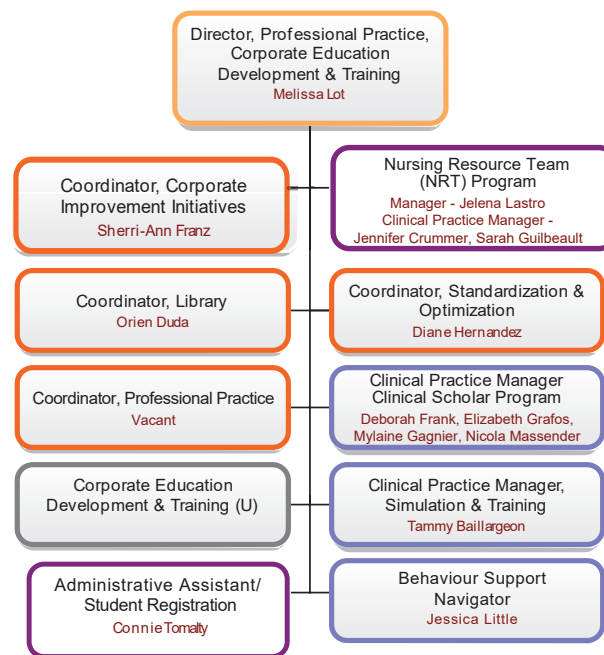 Director, Professional Practice,
Corporate Education
Development & Training
Melissa Lot
Coordinator, Corporate
Improvement Initiatives
Sherri-Ann Franz
Nursing Resource Team
(NRT) Program
Manager - Jelena Lastro
Clinical Practice Manager -
Jennifer Crummer, Sarah Guilbeault
Coordinator, Library
Orien Duda
Coordinator, Standardization &
Optimization
Diane Hernandez
Coordinator, Professional Practice
Vacant
Clinical Practice Manager
Clinical Scholar Program
Deborah Frank, Elizabeth Grafos,
Mylaine Gagnier, Nicola Massender
Corporate Education
Development & Training (U)
Clinical Practice Manager,
Simulation & Training
Tammy Baillargeon
Administrative Assistant/
Student Registration
Connie Tomalty
Behaviour Support
Navigator
Jessica Little